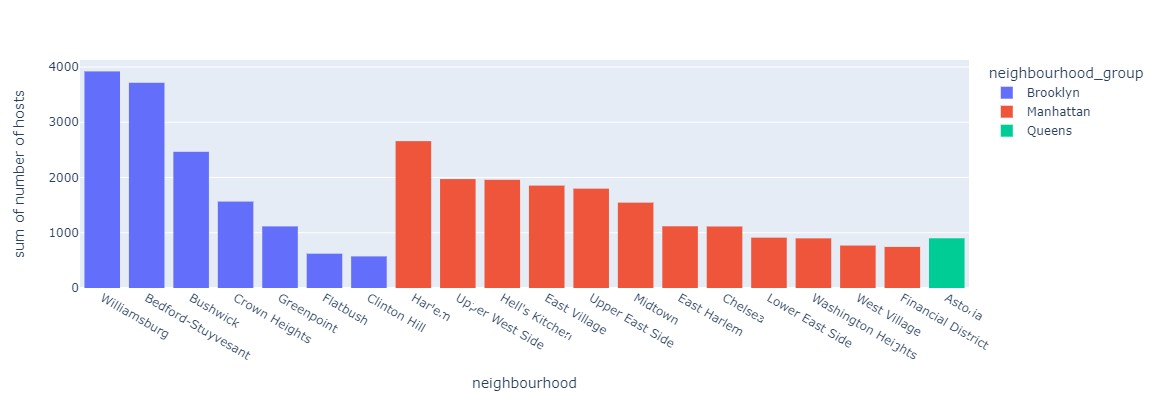 neighbourhood_group
Brooklyn
Manhattan
Queens
sum of number of hosts
4000
3000
2000
1000
0
Williamsburg
Bedford-Stuyvesant
Bushwick
Crown Heights
Greenpoint
Flatbush
Clinton Hill
Harlem
Upper West Side
Hell's Kitchen
East Village
Upper East Side
Midtown
East Harlem
Chelsea
Lower East Side
Washington Heights
West Village
Financial District
Astoria
neighbourhood